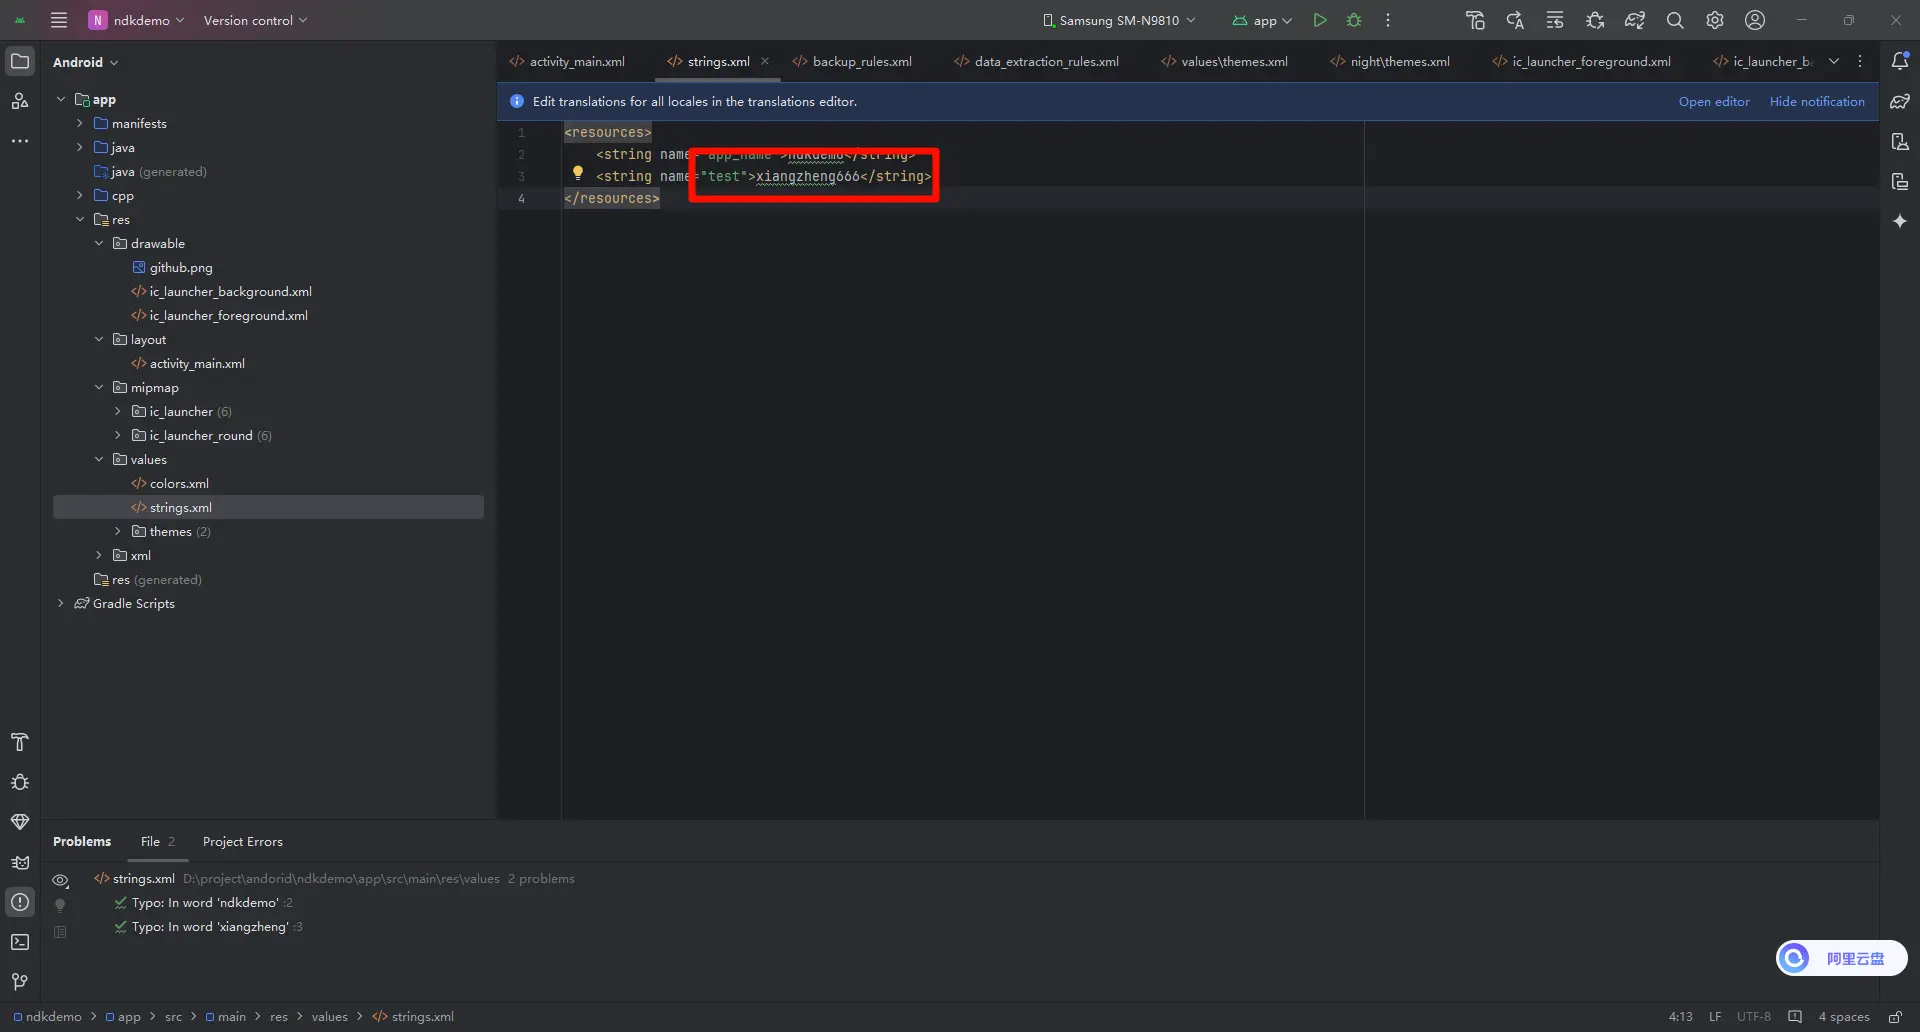 N ndkdemo Version control Samsung SM-N9810 app
Android
activity_main.xml strings.xml backup_rules.xml data_extraction_rules.xml values\themes.xml night\themes.xml ic_launcher_foreground.xml ic_launcher_b
Edit translations for all locales in the translations editor. Open editor Hide notification
app
manifests
java
java (generated)
cpp
res
drawable
github.png
ic_launcher_background.xml
ic_launcher_foreground.xml
layout
activity_main.xml
mipmap
ic_launcher (6)
ic_launcher_round (6)
values
colors.xml
strings.xml
themes (2)
xml
res (generated)
Gradle Scripts
1 <resources>
2 <string name="app_name">ndkdemo</string>
3 <string name="test">xiangzheng666</string>
4 </resources>
Problems File 2 Project Errors
strings.xml D:\project\andorid\ndkdemo\app\src\main\res\values 2 problems
Typo: In word 'ndkdemo' :2
Typo: In word 'xiangzheng' :3
阿里云盘
ndkdemo > app > src > main > res > values > strings.xml 4:13 LF UTF-8 4 spaces